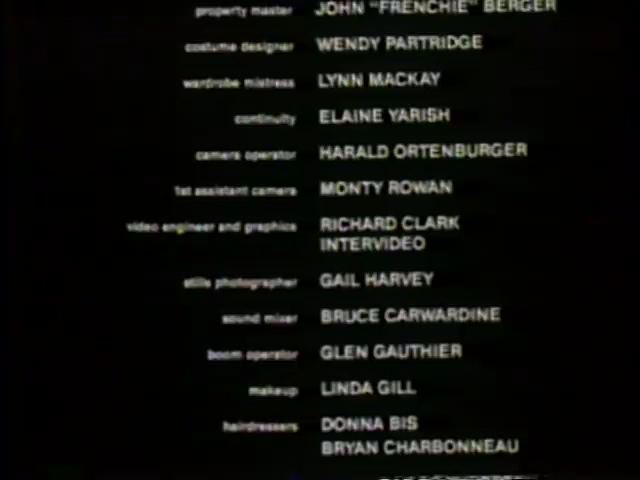 property master JOHN "FRENCHIE" BERGER
costume designer WENDY PARTRIDGE
wardrobe mistress LYNN MACKAY
continuity ELAINE YARISH
camera operator HARALD ORTENBURGER
1st assistant camera MONTY ROWAN
video engineer and graphics RICHARD CLARK
INTERVIDEO
stills photographer GAIL HARVEY
sound mixer BRUCE CARWARDINE
boom operator GLEN GAUTHIER
makeup LINDA GILL
hairdressers DONNA BIS
BRYAN CHARBONNEAU